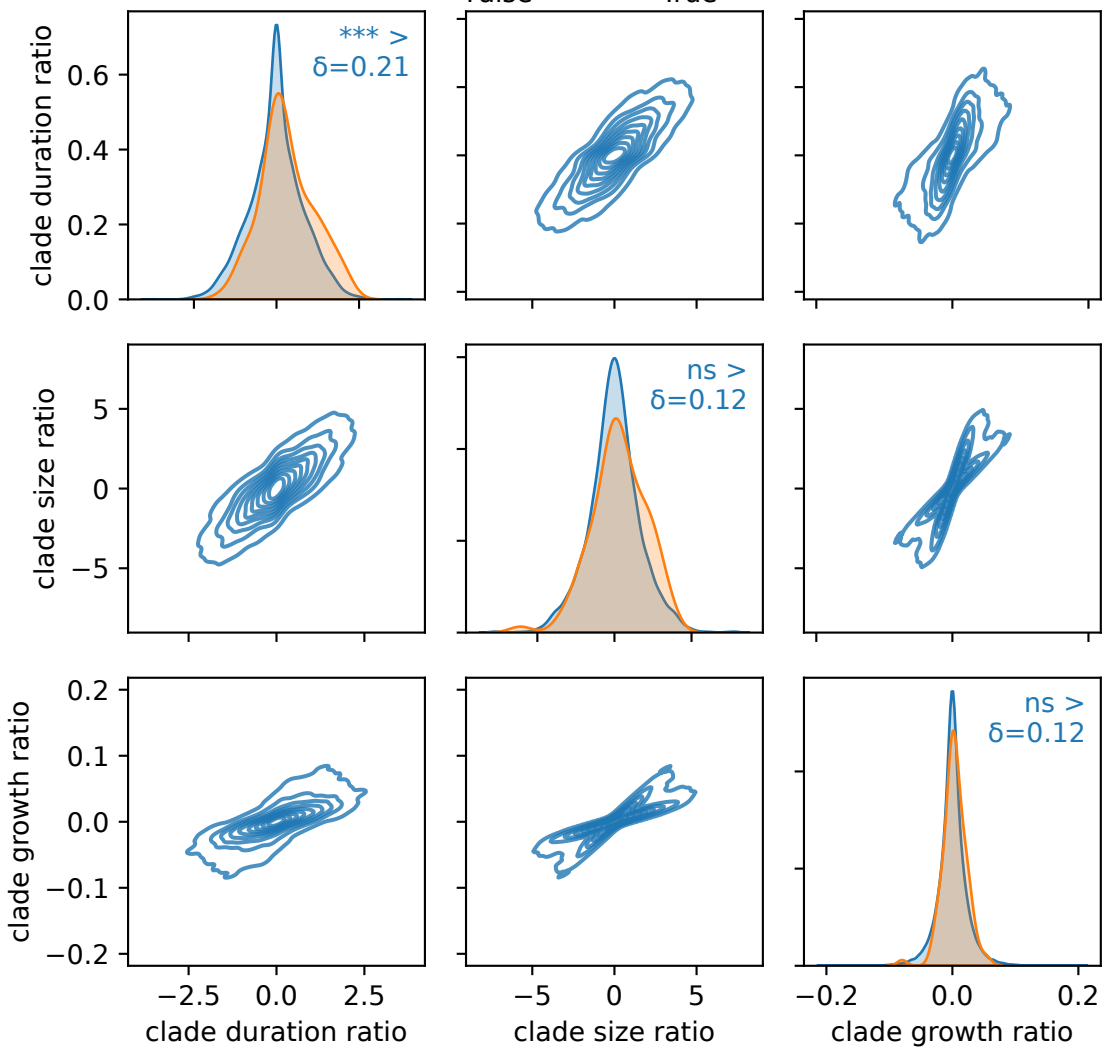 *** >
δ=0.21
clade duration ratio
0.6
0.4
0.2
0.0
ns >
δ=0.12
clade size ratio
5
0
−5
ns >
δ=0.12
clade growth ratio
0.2
0.1
0.0
−0.1
−0.2
−2.5 0.0 2.5 −5 0 5 −0.2 0.0 0.2
clade duration ratio clade size ratio clade growth ratio